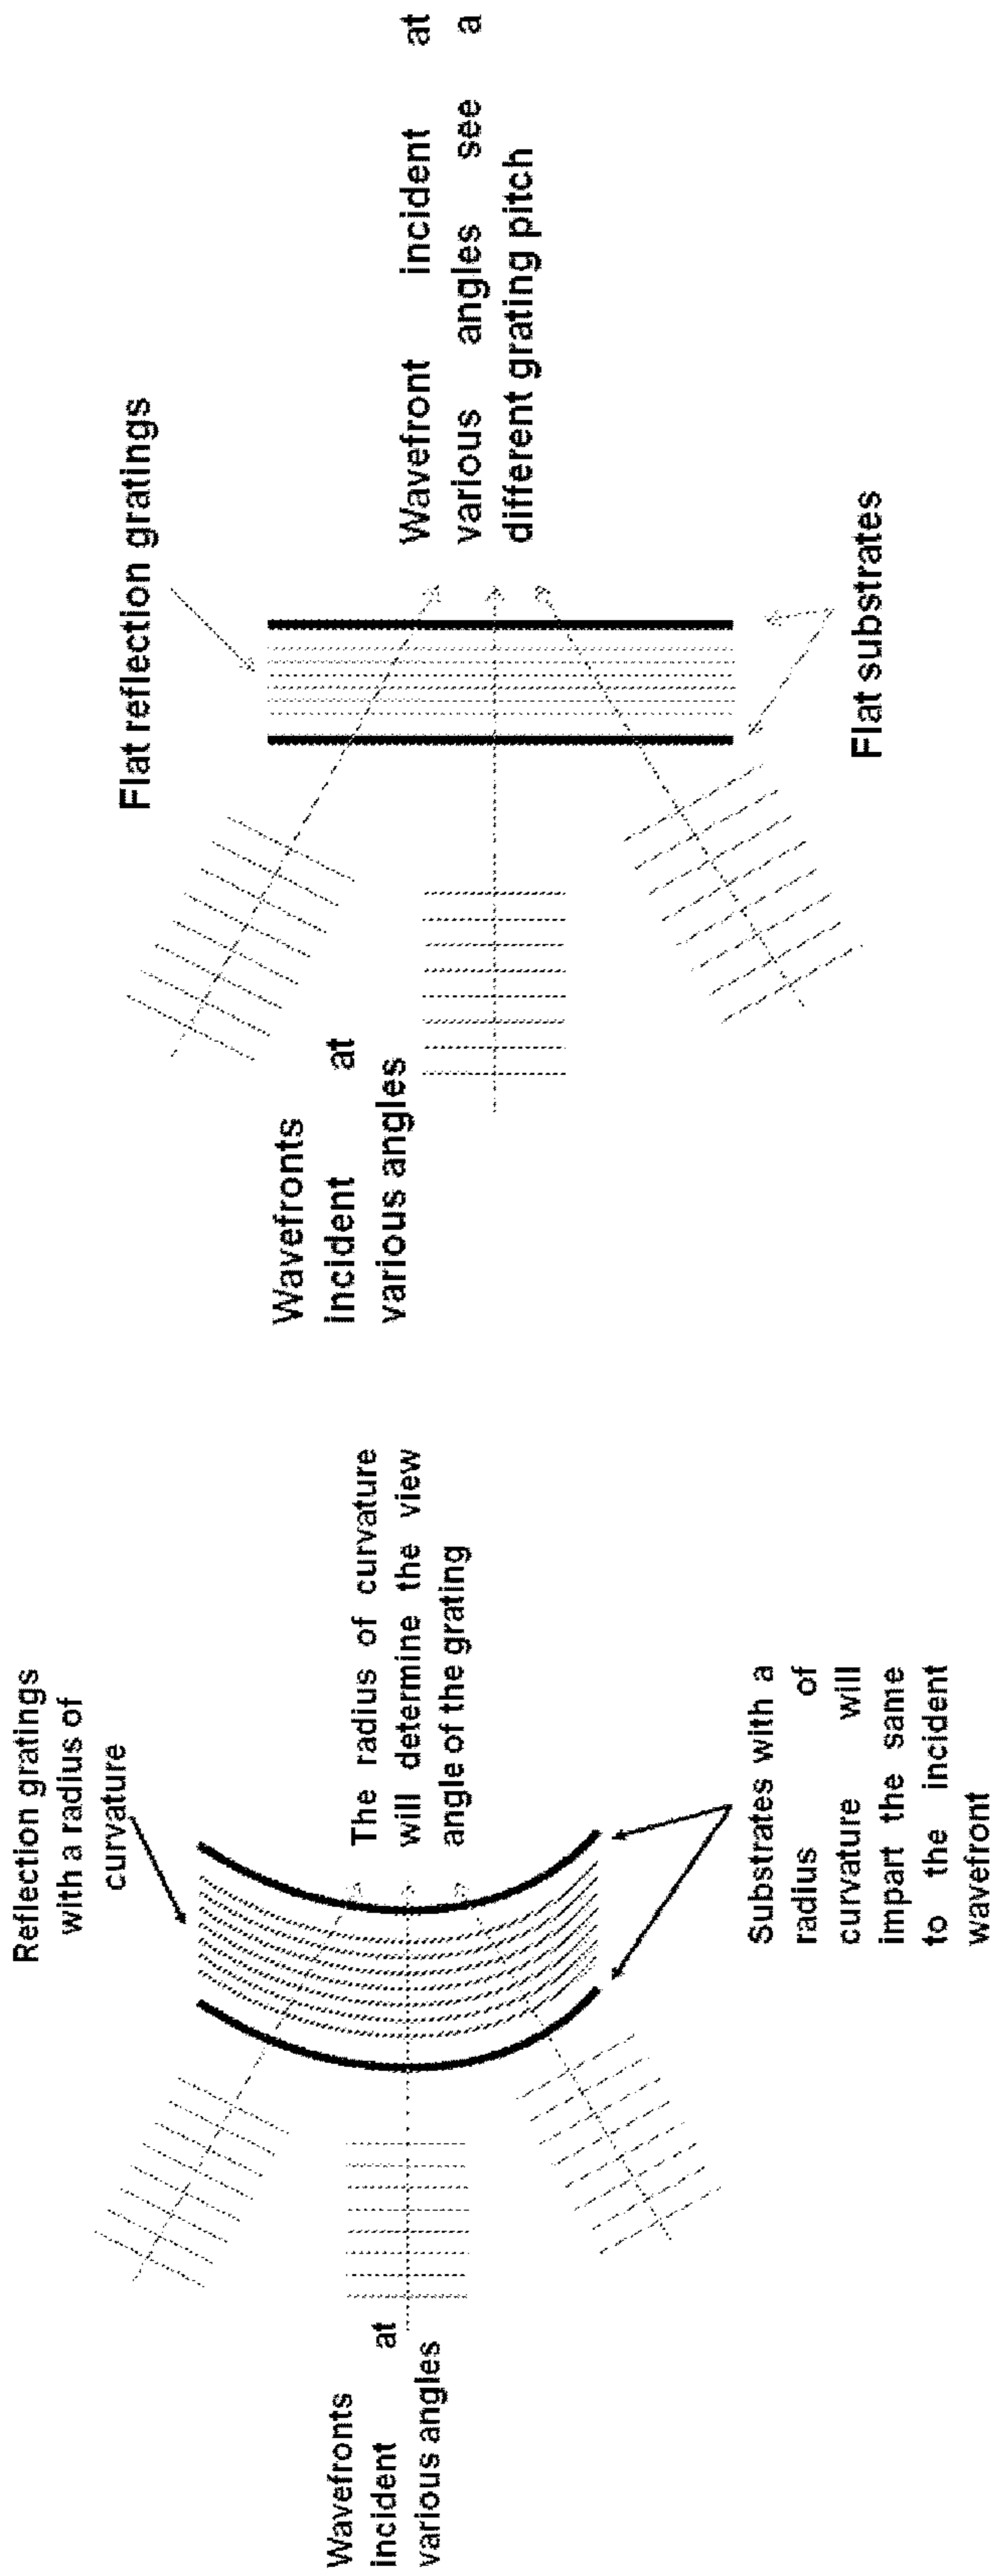 Reflection gratings
with a radius of
curvature
Wavefronts
incident at
various angles
The radius of curvature
will determine the view
angle of the grating
Substrates with a
radius of
curvature will
impart the same
to the incident
wavefront
Flat reflection gratings
Wavefronts
incident at
various angles
Wavefront incident at
various angles see a
different grating pitch
Flat substrates